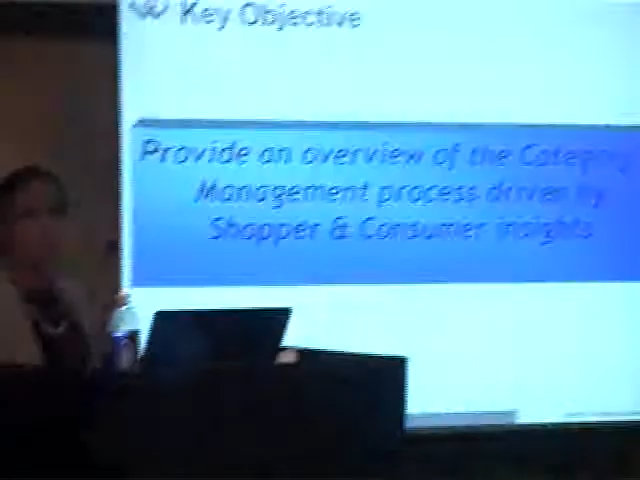 Key Objective
Provide an overview of the Category
Management process driven by
Shopper & Consumer insights